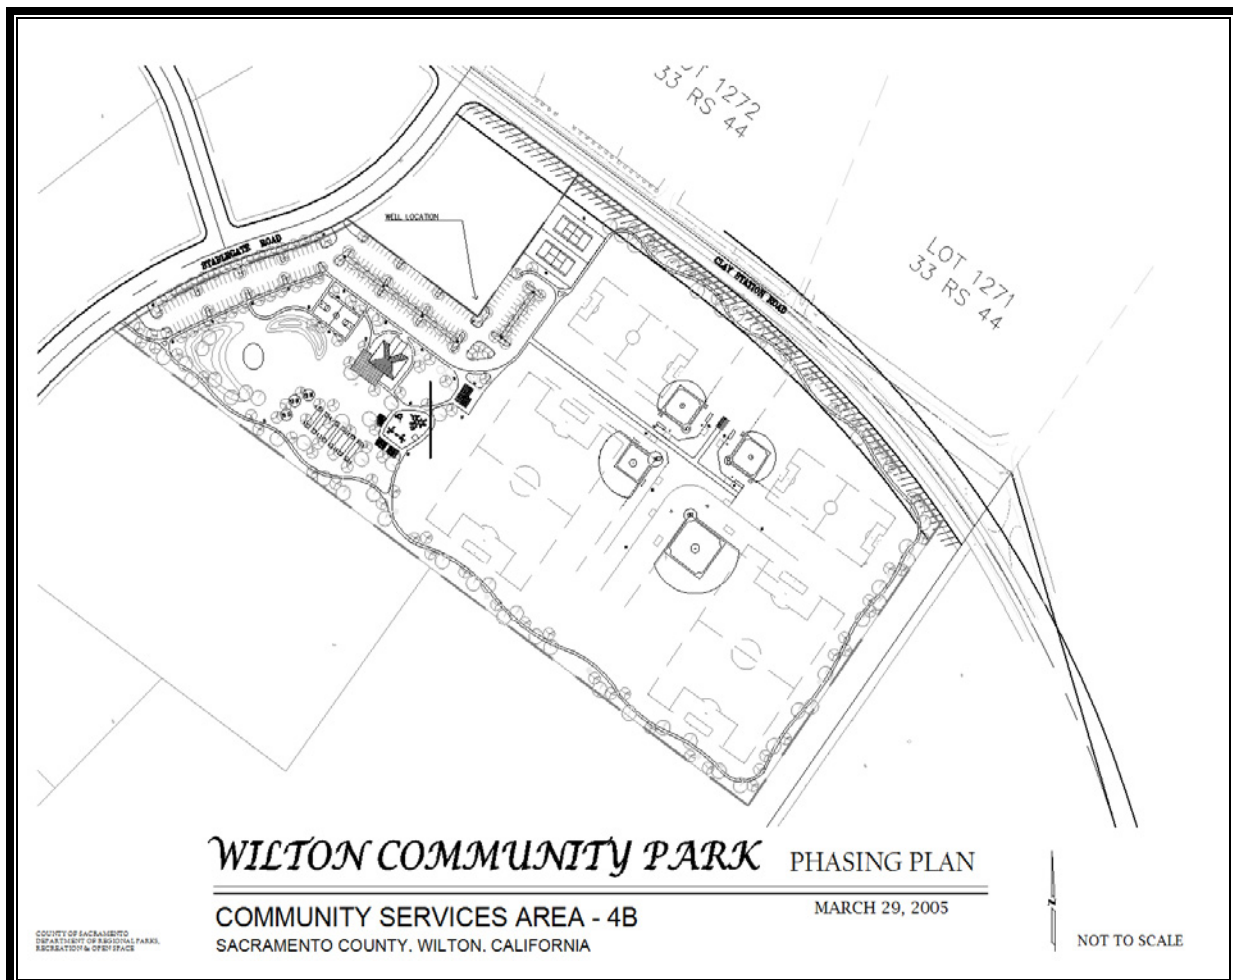 LOT 1272
33 RS 44
WELL LOCATION
STABLEGATE ROAD
CLAY STATION ROAD
LOT 1271
33 RS 44
WILTON COMMUNITY PARK PHASING PLAN
MARCH 29, 2005
COMMUNITY SERVICES AREA - 4B
SACRAMENTO COUNTY. WILTON. CALIFORNIA
COUNTY OF SACRAMENTO
DEPARTMENT OF REGIONAL PARKS,
RECREATION & OPEN SPACE
N
NOT TO SCALE